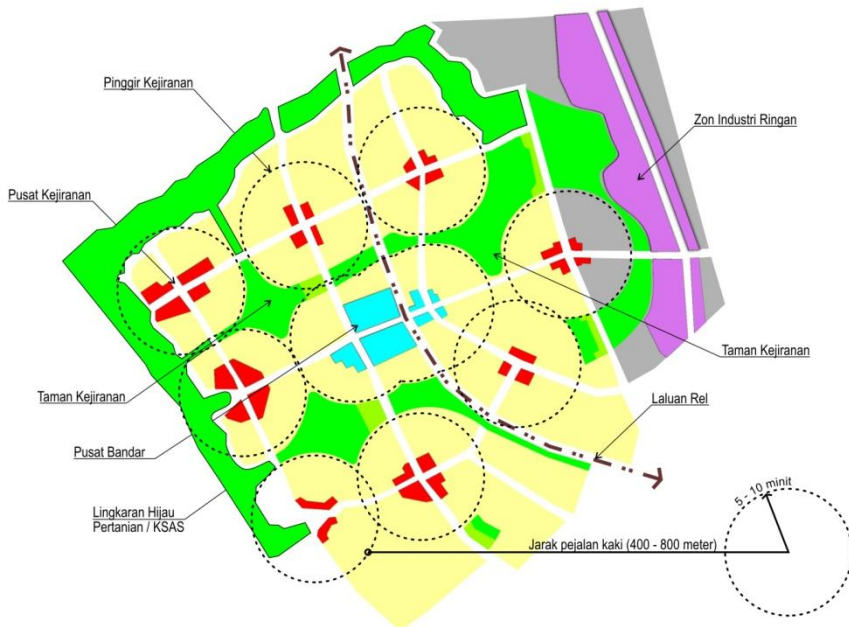 Pinggir Kejiranan
Zon Industri Ringan
Pusat Kejiranan
Taman Kejiranan
Taman Kejiranan
Laluan Rel
Pusat Bandar
5 - 10 minit
Lingkaran Hijau
Pertanian / KSAS
Jarak pejalan kaki (400 - 800 meter)